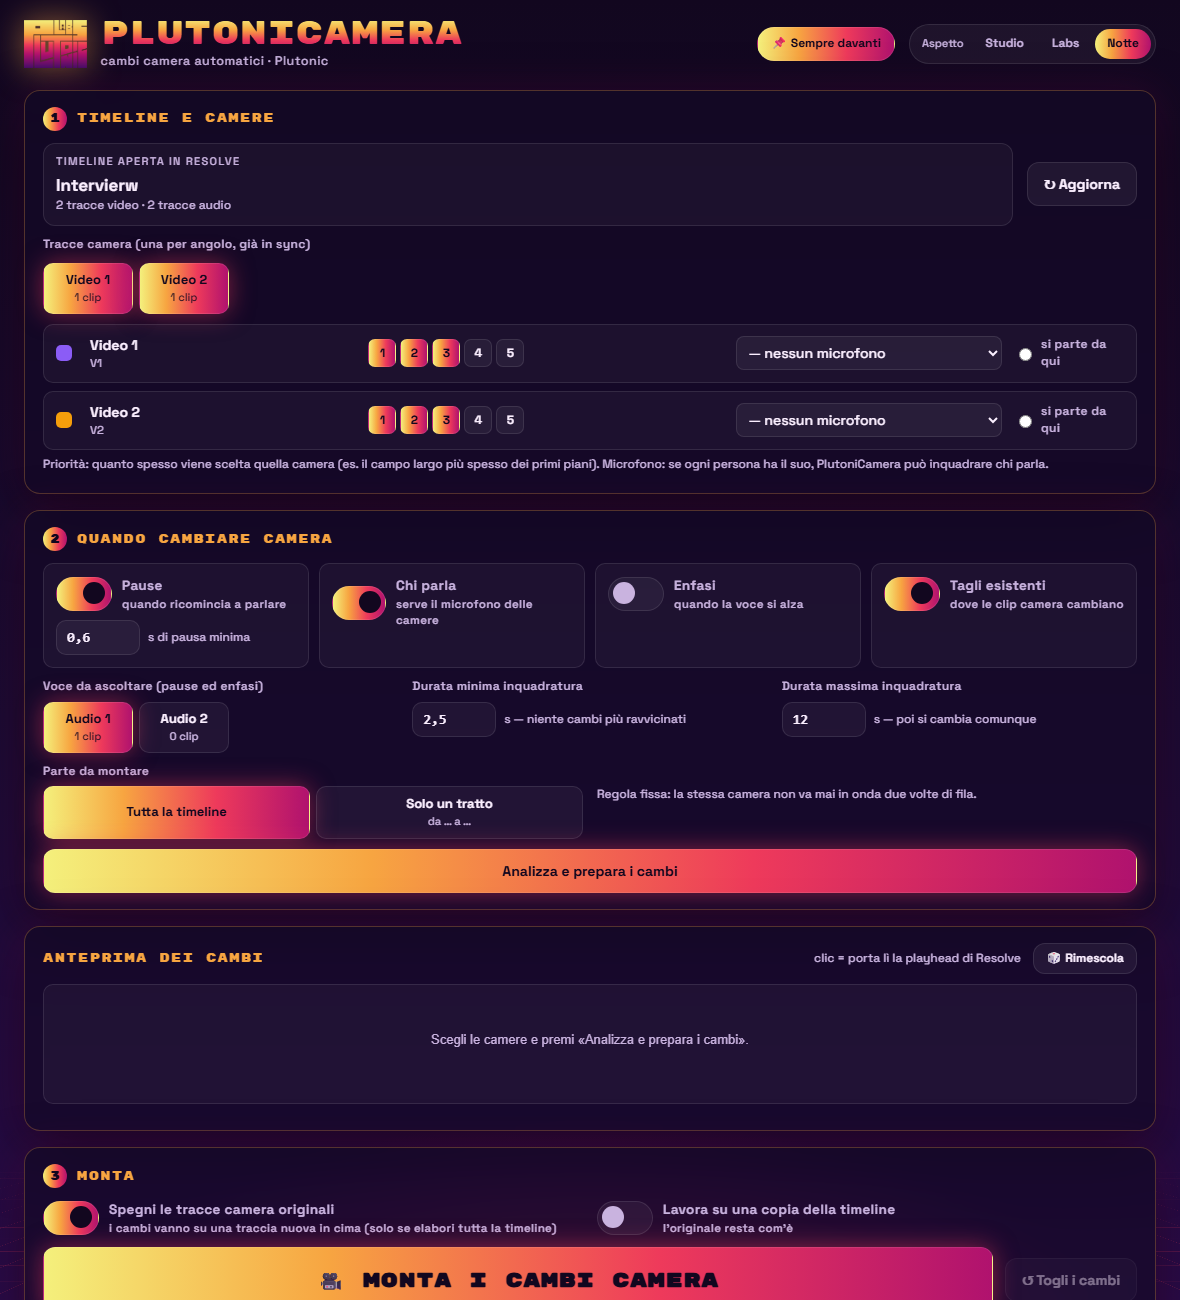 PLUTONICAMERA
cambi camera automatici · Plutonic
📌 Sempre davanti
Aspetto Studio Labs Notte
1 TIMELINE E CAMERE
TIMELINE APERTA IN RESOLVE
Intervierw
2 tracce video · 2 tracce audio
↻ Aggiorna
Tracce camera (una per angolo, già in sync)
Video 1
1 clip
Video 2
1 clip
Video 1
V1
1 2 3 4 5
— nessun microfono
si parte da
qui
Video 2
V2
1 2 3 4 5
— nessun microfono
si parte da
qui
Priorità: quanto spesso viene scelta quella camera (es. il campo largo più spesso dei primi piani). Microfono: se ogni persona ha il suo, PlutoniCamera può inquadrare chi parla.
2 QUANDO CAMBIARE CAMERA
Pause
quando ricomincia a parlare
0,6 s di pausa minima
Chi parla
serve il microfono delle
camere
Enfasi
quando la voce si alza
Tagli esistenti
dove le clip camera cambiano
Voce da ascoltare (pause ed enfasi)
Audio 1
1 clip
Audio 2
0 clip
Durata minima inquadratura
2,5 s — niente cambi più ravvicinati
Durata massima inquadratura
12 s — poi si cambia comunque
Parte da montare
Tutta la timeline
Solo un tratto
da ... a ...
Regola fissa: la stessa camera non va mai in onda due volte di fila.
Analizza e prepara i cambi
ANTEPRIMA DEI CAMBI
clic = porta lì la playhead di Resolve
🎲 Rimescola
Scegli le camere e premi «Analizza e prepara i cambi».
3 MONTA
Spegni le tracce camera originali
i cambi vanno su una traccia nuova in cima (solo se elabori tutta la timeline)
Lavora su una copia della timeline
l'originale resta com'è
🎥 MONTA I CAMBI CAMERA
↺ Togli i cambi